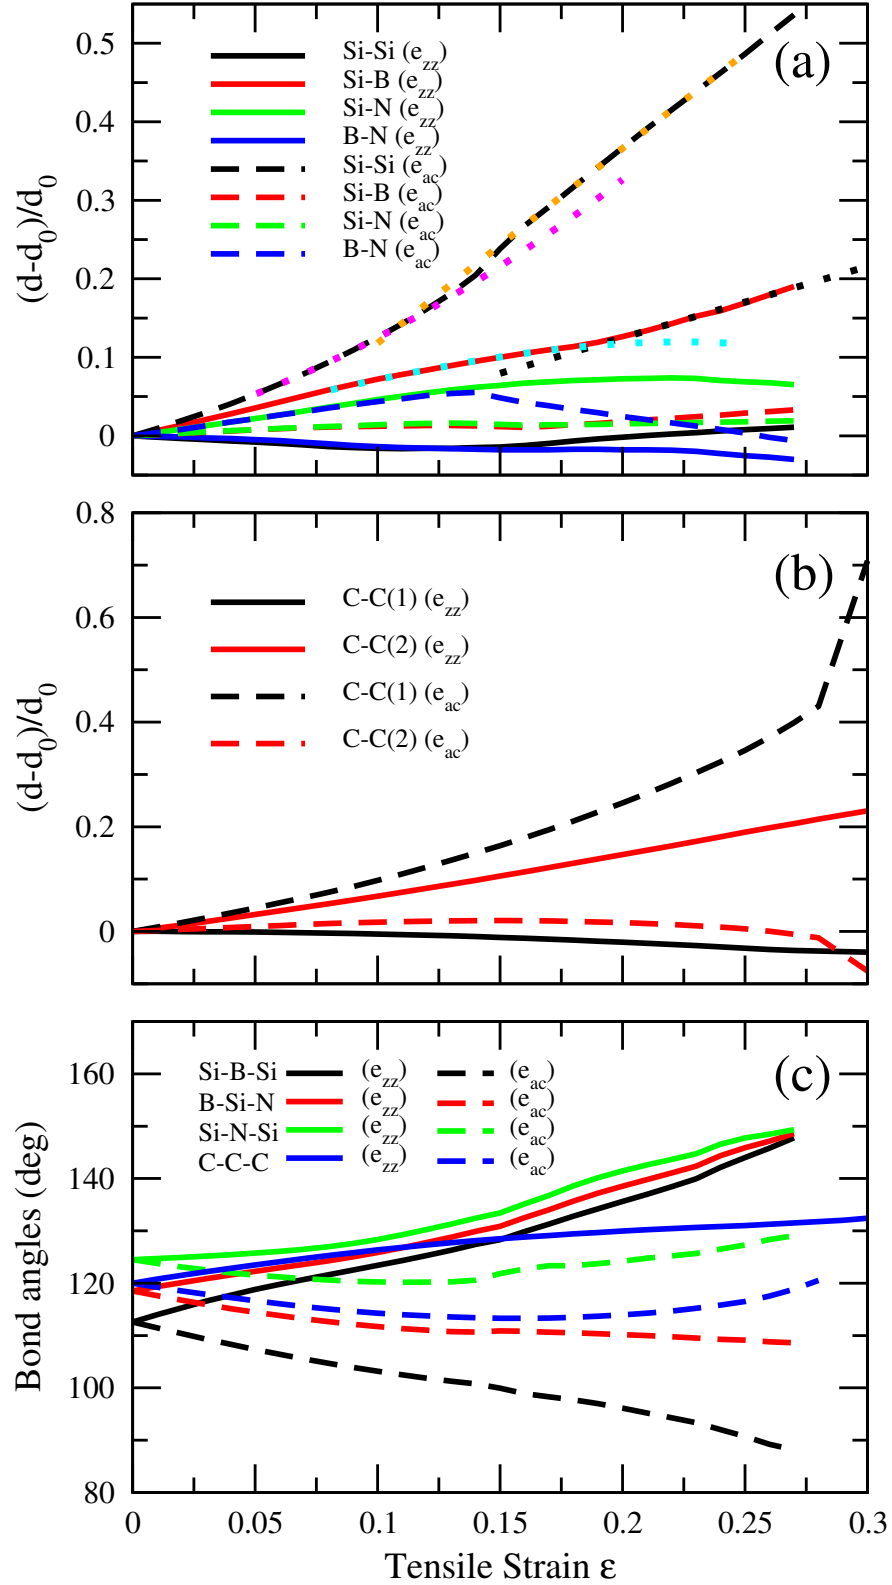 (a)
0.5
0.4
0.3
0.2
0.1
0
(d-d0)/d0
Si-Si (ezz)
Si-B (ezz)
Si-N (ezz)
B-N (ezz)
Si-Si (eac)
Si-B (eac)
Si-N (eac)
B-N (eac)
(b)
0.8
0.6
0.4
0.2
0
(d-d0)/d0
C-C(1) (ezz)
C-C(2) (ezz)
C-C(1) (eac)
C-C(2) (eac)
(c)
160
140
120
100
80
Bond angles (deg)
Si-B-Si (ezz) (eac)
B-Si-N (ezz) (eac)
Si-N-Si (ezz) (eac)
C-C-C (ezz) (eac)
0 0.05 0.1 0.15 0.2 0.25 0.3
Tensile Strain ε